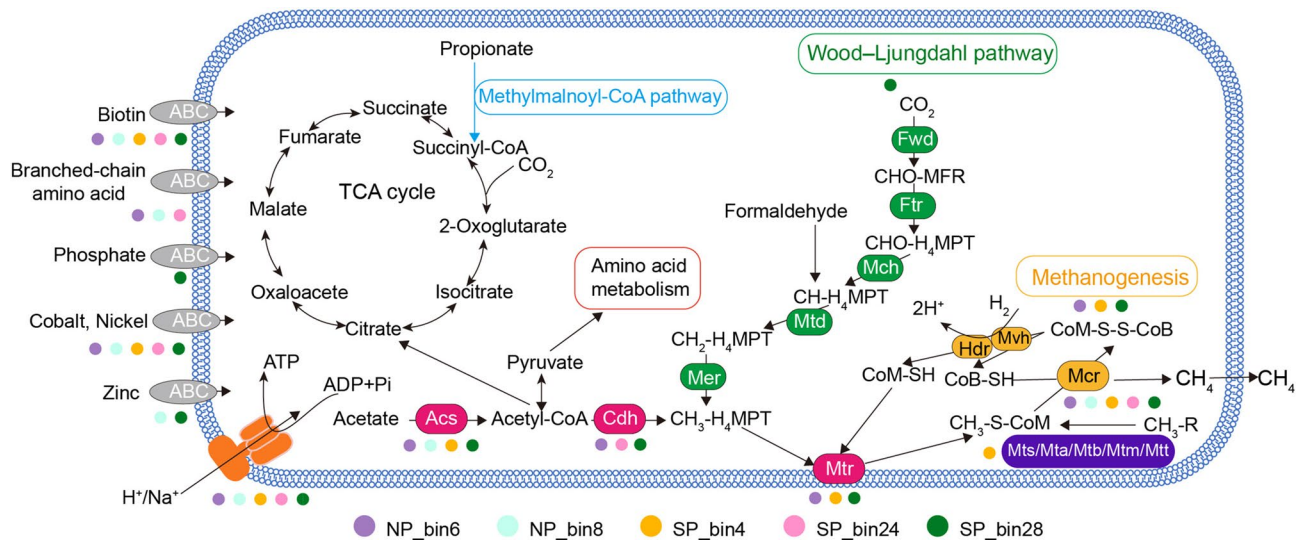 Propionate
Wood–Ljungdahl pathway
Methylmalnoyl-CoA pathway
Biotin
ABC
Succinate
Fumarate
Succinyl-CoA
CO2
TCA cycle
Malate
2-Oxoglutarate
Oxaloacete
Isocitrate
Citrate
Branched-chain
amino acid
ABC
Phosphate
ABC
Cobalt, Nickel
ABC
Zinc
ABC
ATP
ADP+Pi
H+/Na+
Amino acid
metabolism
Pyruvate
Acetate
Acs
Acetyl-CoA
Cdh
CH3-H4MPT
CO2
Fwd
CHO-MFR
Ftr
CHO-H4MPT
Mch
Formaldehyde
CH-H4MPT
Mtd
CH2-H4MPT
Mer
Methanogenesis
2H+
H2
CoM-S-S-CoB
Hdr
Mvh
CoM-SH
CoB-SH
Mcr
CH4
CH4
CH3-S-CoM
CH3-R
Mts/Mta/Mtb/Mtm/Mtt
Mtr
NP_bin6
NP_bin8
SP_bin4
SP_bin24
SP_bin28